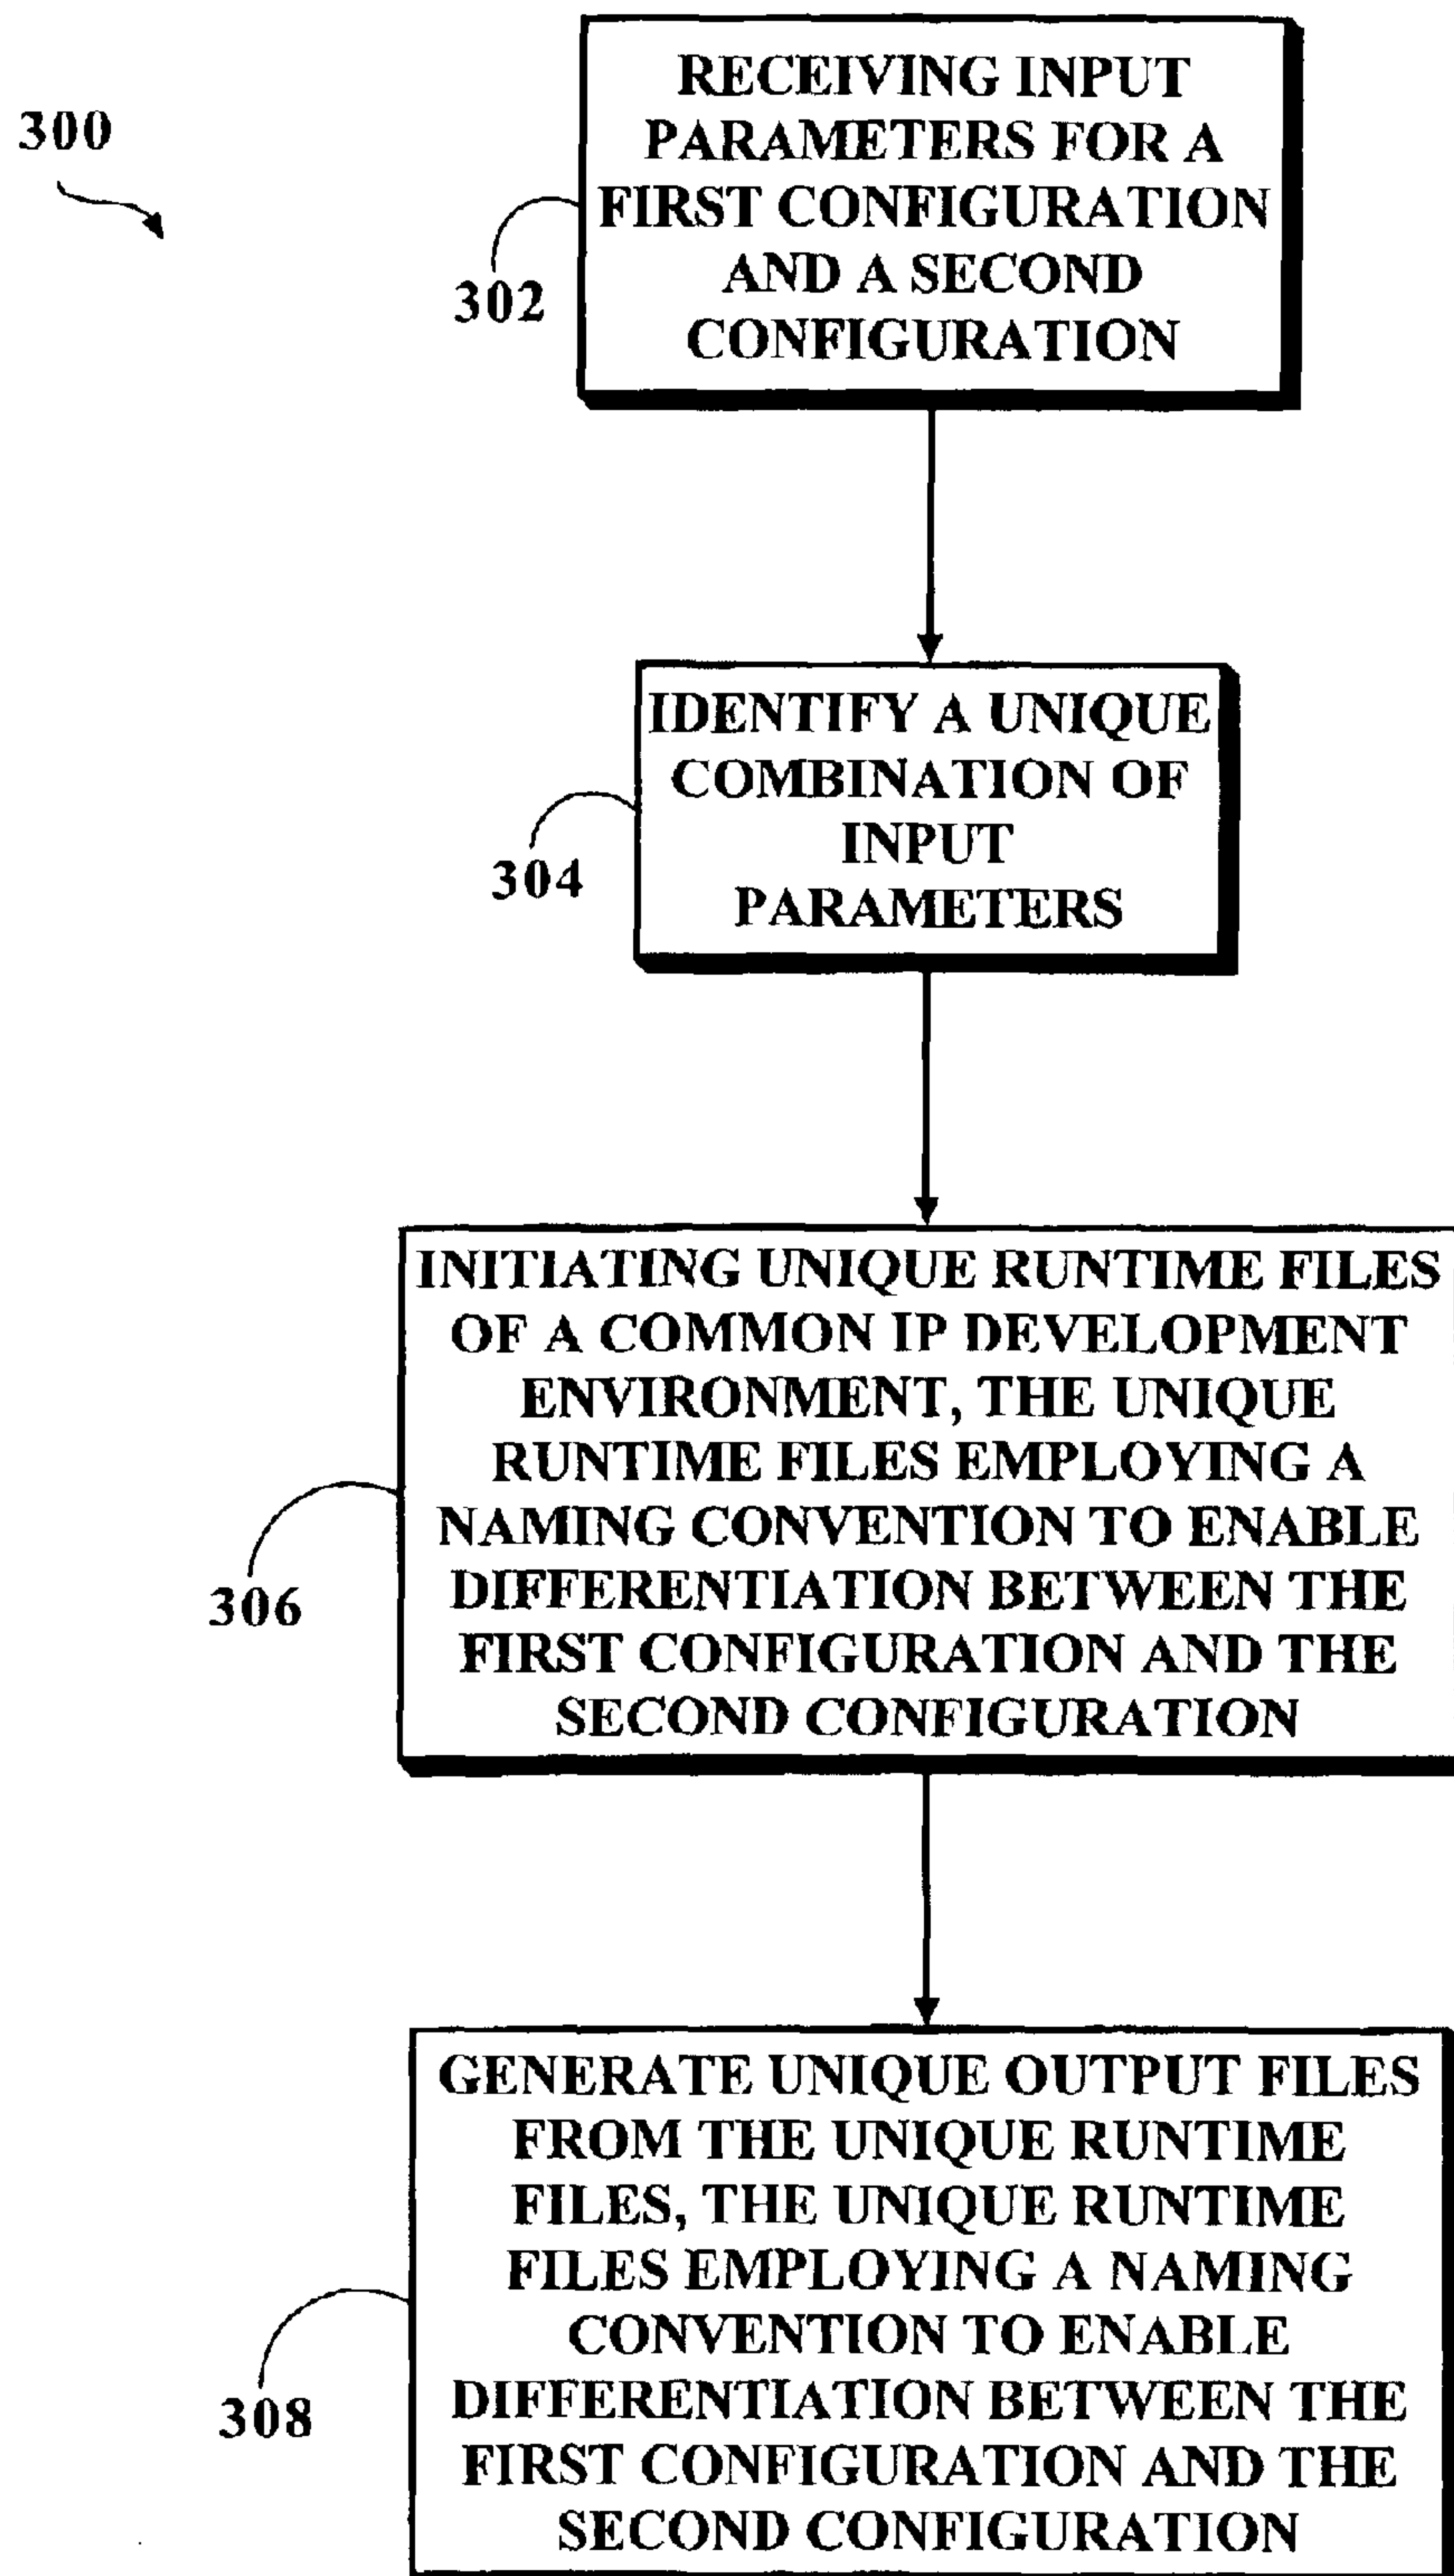 300
RECEIVING INPUT
PARAMETERS FOR A
FIRST CONFIGURATION
AND A SECOND
CONFIGURATION
302
IDENTIFY A UNIQUE
COMBINATION OF
INPUT
PARAMETERS
304
INITIATING UNIQUE RUNTIME FILES
OF A COMMON IP DEVELOPMENT
ENVIRONMENT, THE UNIQUE
RUNTIME FILES EMPLOYING A
NAMING CONVENTION TO ENABLE
DIFFERENTIATION BETWEEN THE
FIRST CONFIGURATION AND THE
SECOND CONFIGURATION
306
GENERATE UNIQUE OUTPUT FILES
FROM THE UNIQUE RUNTIME
FILES, THE UNIQUE RUNTIME
FILES EMPLOYING A NAMING
CONVENTION TO ENABLE
DIFFERENTIATION BETWEEN THE
FIRST CONFIGURATION AND THE
SECOND CONFIGURATION
308